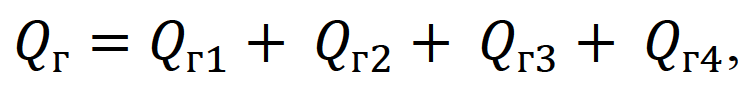 Qг = Qг1 + Qг2 + Qг3 + Qг4,